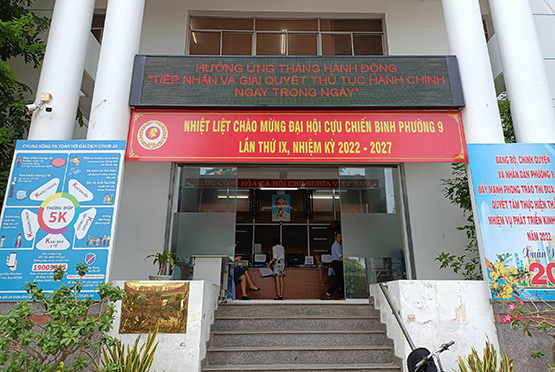 HƯỞNG ỨNG THÁNG HÀNH ĐỘNG
"TIẾP NHẬN VÀ GIẢI QUYẾT THỦ TỤC HÀNH CHÍNH
NGAY TRONG NGÀY"
NHIỆT LIỆT CHÀO MỪNG ĐẠI HỘI CỰU CHIẾN BINH PHƯỜNG 9
LẦN THỨ IX, NHIỆM KỲ 2022 - 2027
CHUNG SỐNG AN TOÀN VỚI ĐẠI DỊCH COVID-19
THÔNG ĐIỆP
5K
19009095
CỘNG HÒA XÃ HỘI CHỦ NGHĨA VIỆT NAM
ĐẢNG BỘ, CHÍNH QUYỀN
VÀ NHÂN DÂN PHƯỜNG 9
ĐẨY MẠNH PHONG TRÀO THI ĐUA
QUYẾT TÂM THỰC HIỆN
NHIỆM VỤ PHÁT TRIỂN KINH
NĂM 2022
Xuân